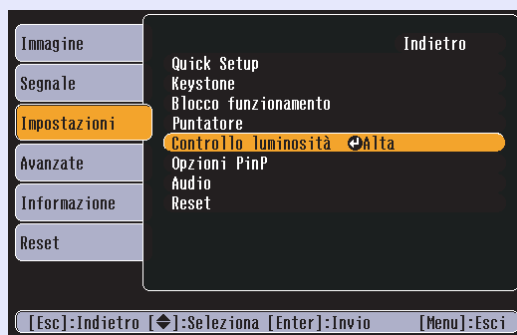 Immagine
Segnale
Impostazioni
Avanzate
Informazione
Reset
Indietro
Quick Setup
Keystone
Blocco funzionamento
Puntatore
Controllo luminosità Alta
Opzioni PinP
Audio
Reset
[Esc]:Indietro [◆]:Seleziona [Enter]:Invio [Menu]:Esci